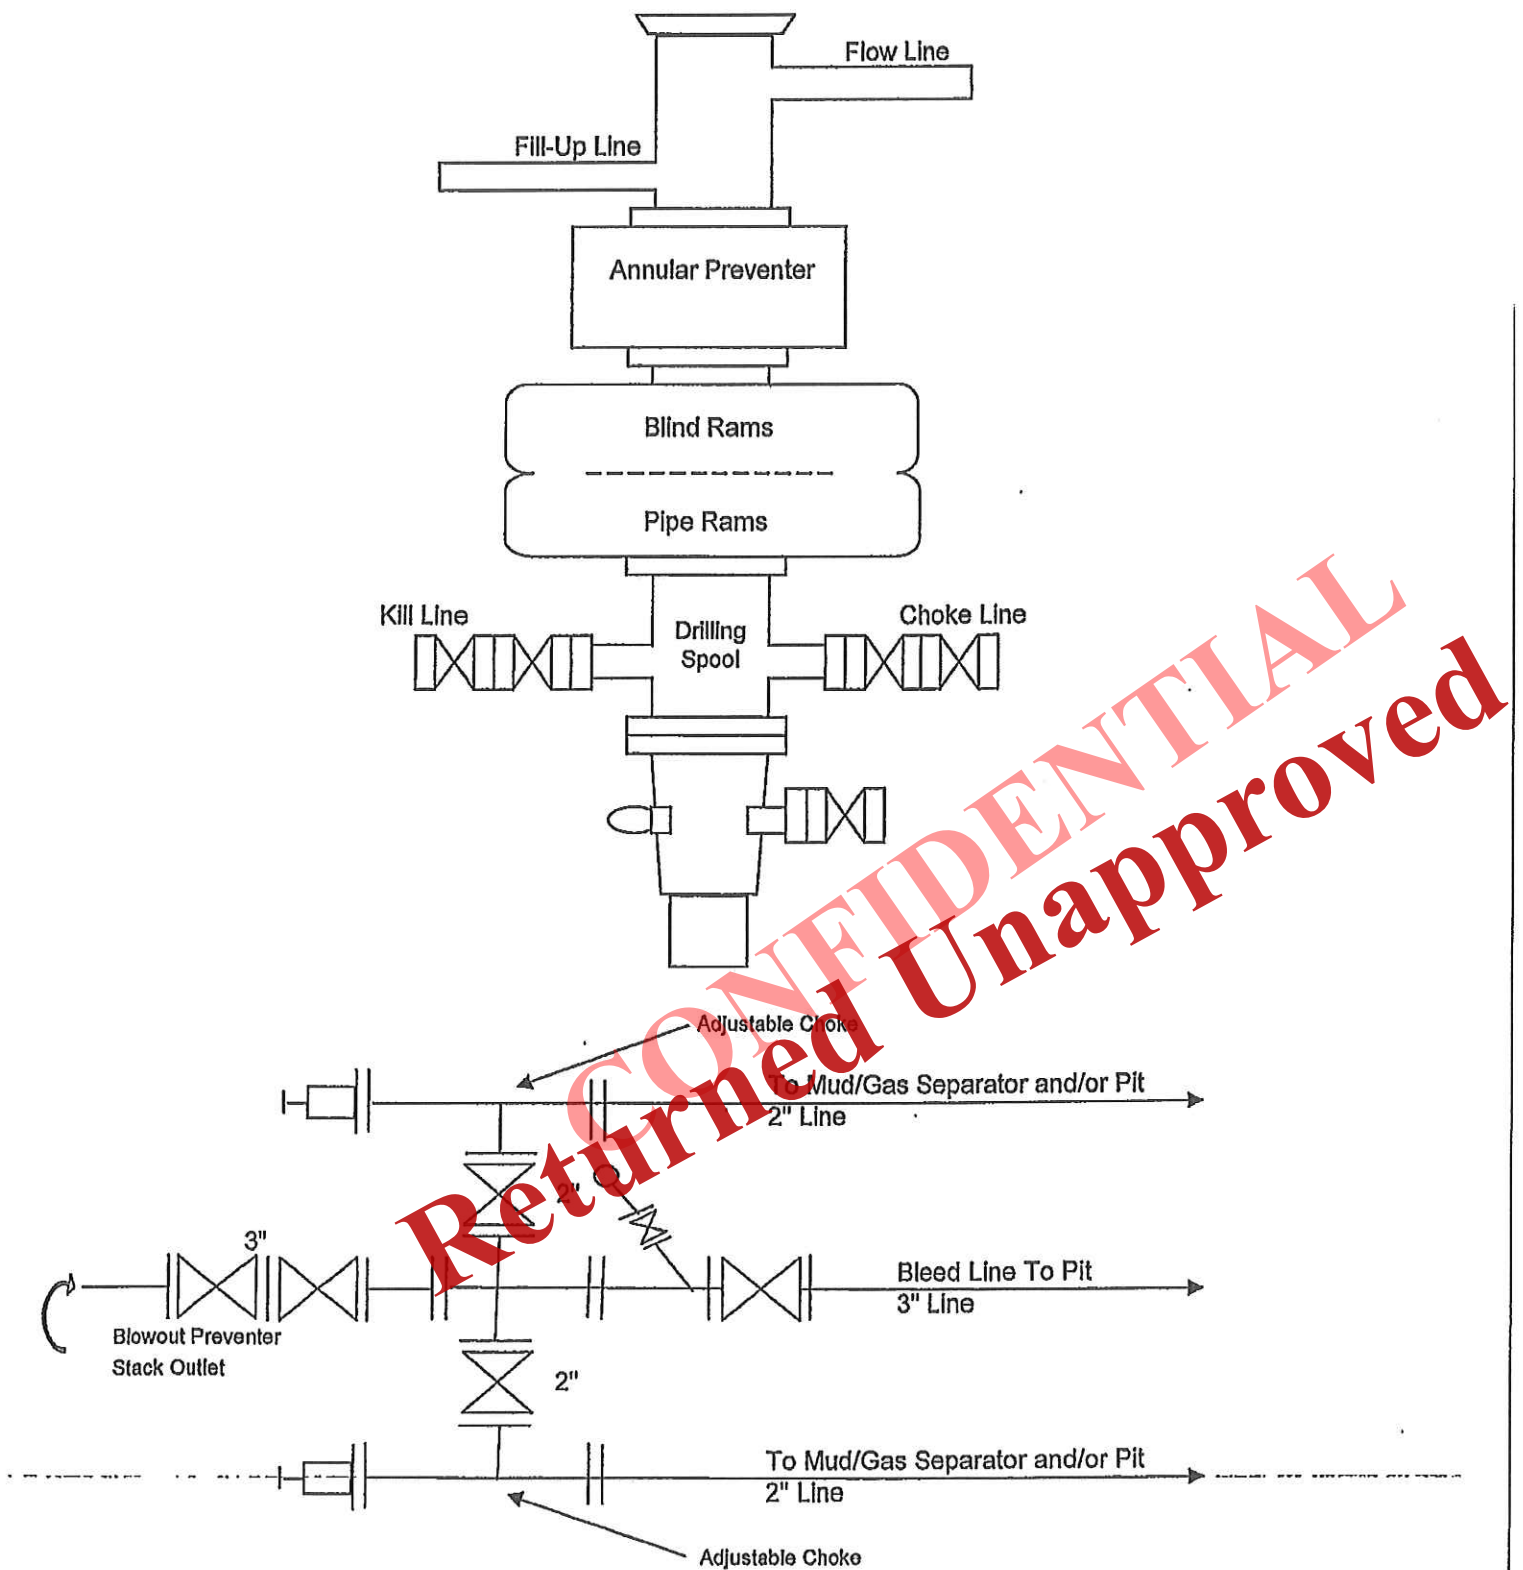 Flow Line
Fill-Up Line
Annular Preventer
Blind Rams
Pipe Rams
Kill Line
Choke Line
Drilling
Spool
CONFIDENTIAL
Returned Unapproved
Adjustable Choke
To Mud/Gas Separator and/or Pit
2" Line
2"
3"
Bleed Line To Pit
3" Line
Blowout Preventer
Stack Outlet
2"
To Mud/Gas Separator and/or Pit
2" Line
Adjustable Choke